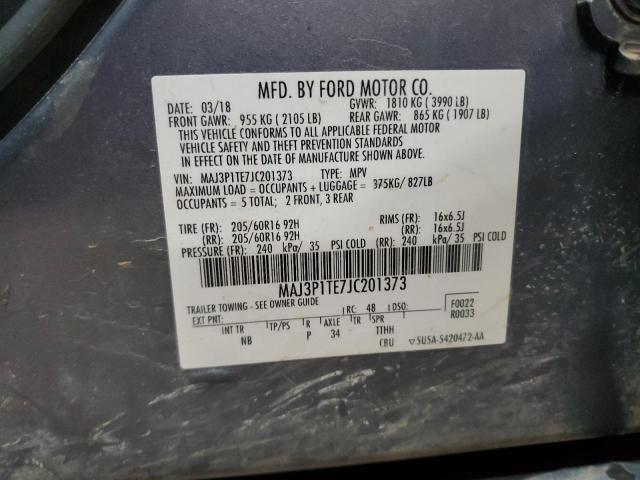 MFD. BY FORD MOTOR CO.
DATE: 03/18 GVWR: 1810 KG ( 3990 LB)
FRONT GAWR: 955 KG ( 2105 LB) REAR GAWR: 865 KG ( 1907 LB)
THIS VEHICLE CONFORMS TO ALL APPLICABLE FEDERAL MOTOR
VEHICLE SAFETY AND THEFT PREVENTION STANDARDS
IN EFFECT ON THE DATE OF MANUFACTURE SHOWN ABOVE.
VIN: MAJ3P1TE7JC201373 TYPE: MPV
MAXIMUM LOAD = OCCUPANTS + LUGGAGE = 375KG/ 827LB
OCCUPANTS = 5 TOTAL; 2 FRONT, 3 REAR
TIRE (FR): 205/60R16 92H RIMS (FR): 16x6.5J
(RR): 205/60R16 92H (RR): 16x6.5J
PRESSURE (FR): 240 kPa/ 35 PSI COLD (RR): 240 kPa/ 35 PSI COLD
MAJ3P1TE7JC201373
TRAILER TOWING - SEE OWNER GUIDE
EXT PNT: RC: 48 DSO: F0022
R0033
INT TR TP/PS R AXLE TR SPR
NB P 34 TTHH
CBU ▽SU5A-5420472-AA